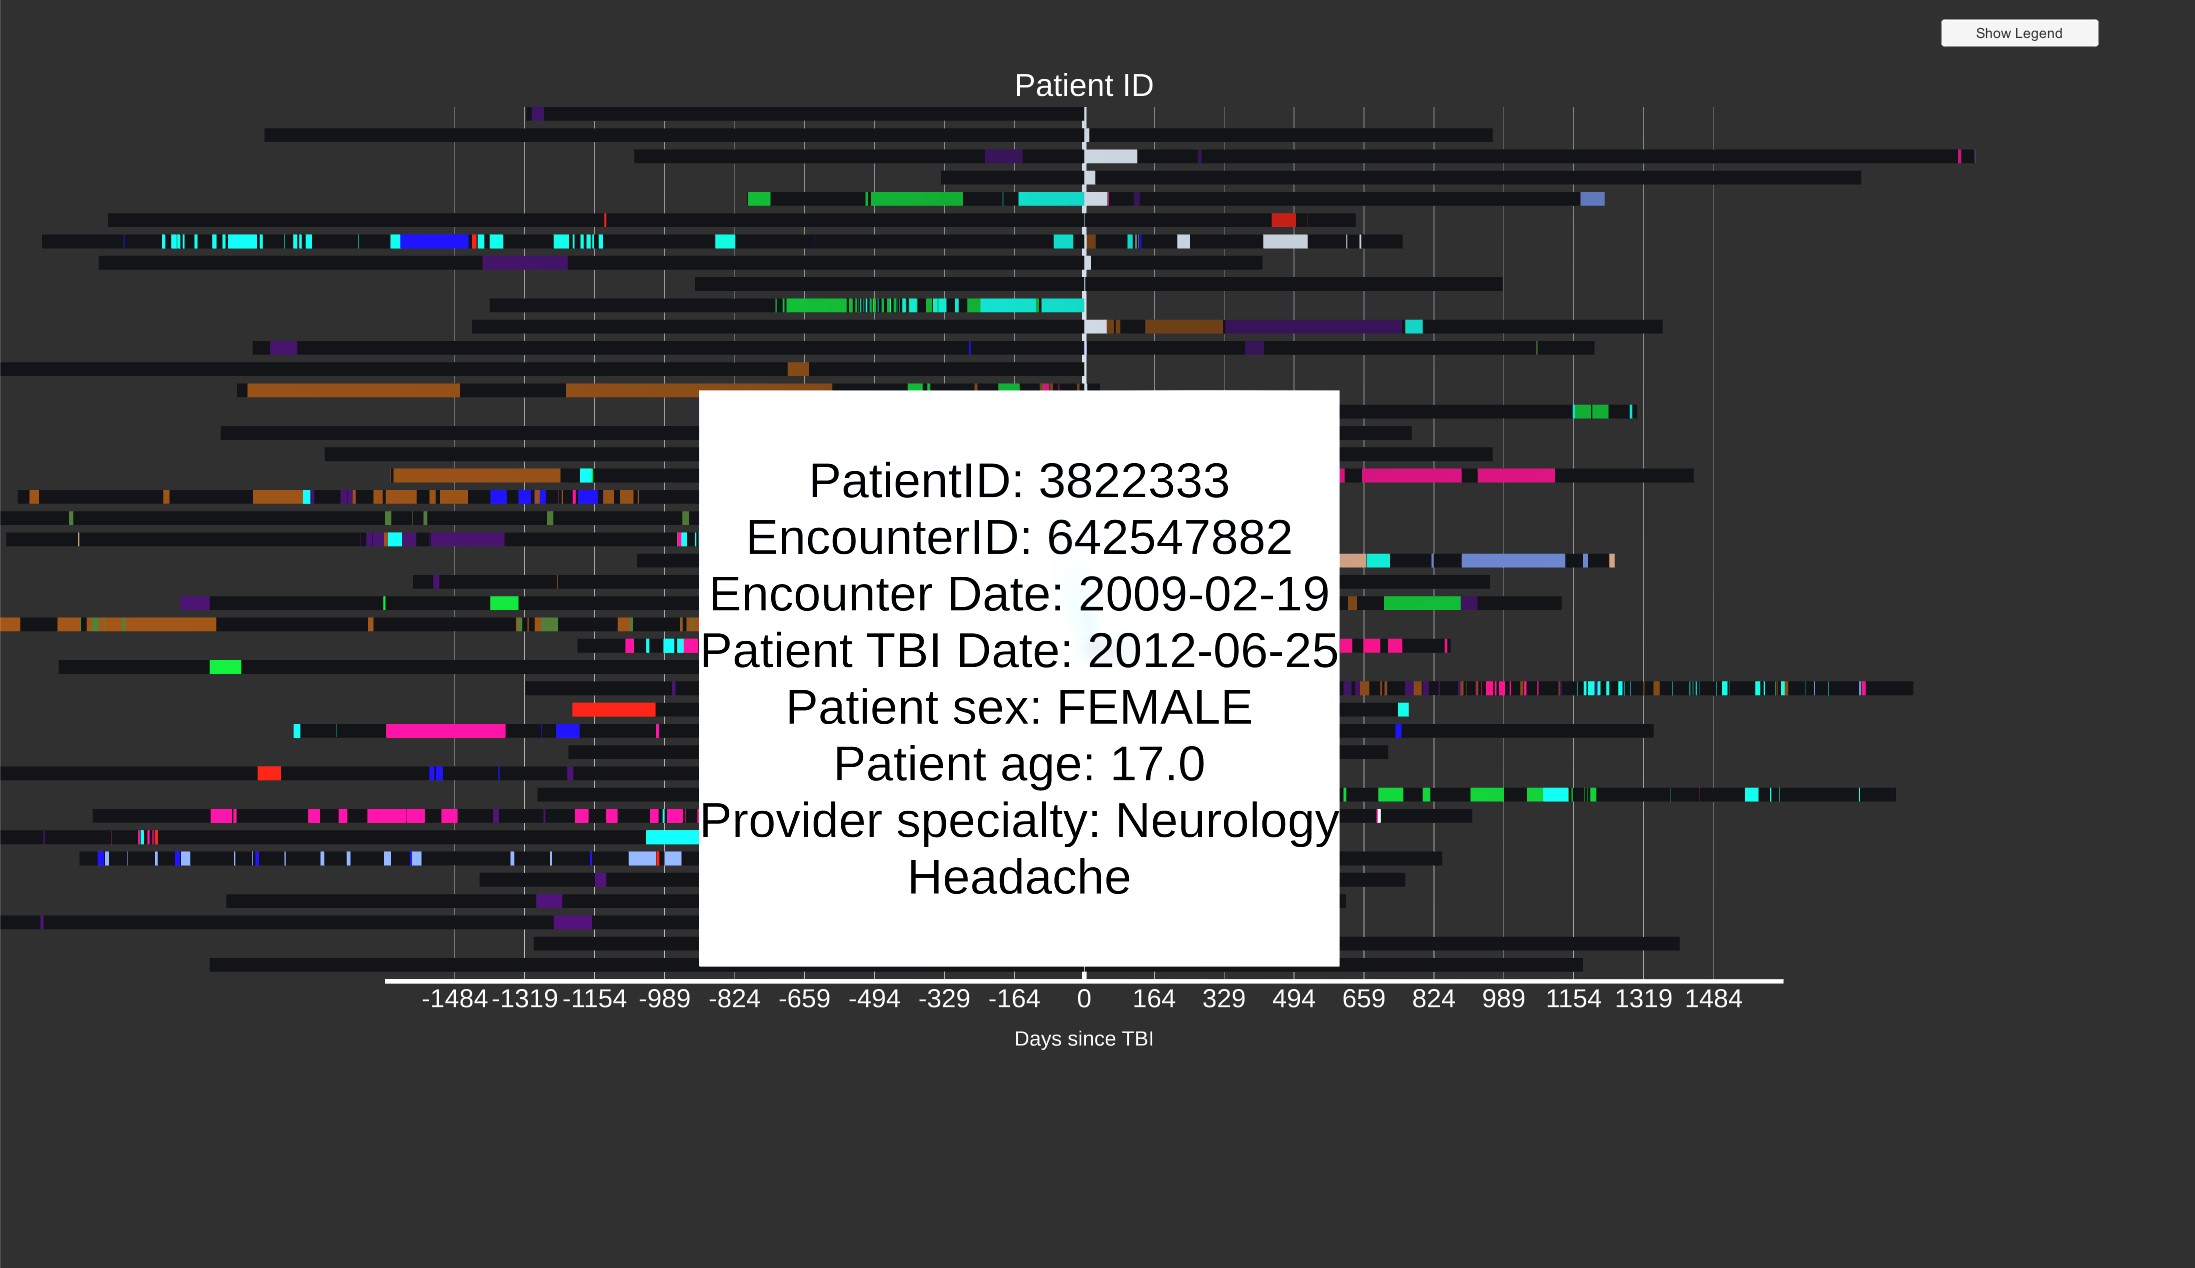 Show Legend
Patient ID
PatientID: 3822333
EncounterID: 642547882
Encounter Date: 2009-02-19
Patient TBI Date: 2012-06-25
Patient sex: FEMALE
Patient age: 17.0
Provider specialty: Neurology
Headache
-1484 -1319 -1154 -989 -824 -659 -494 -329 -164 0 164 329 494 659 824 989 1154 1319 1484
Days since TBI